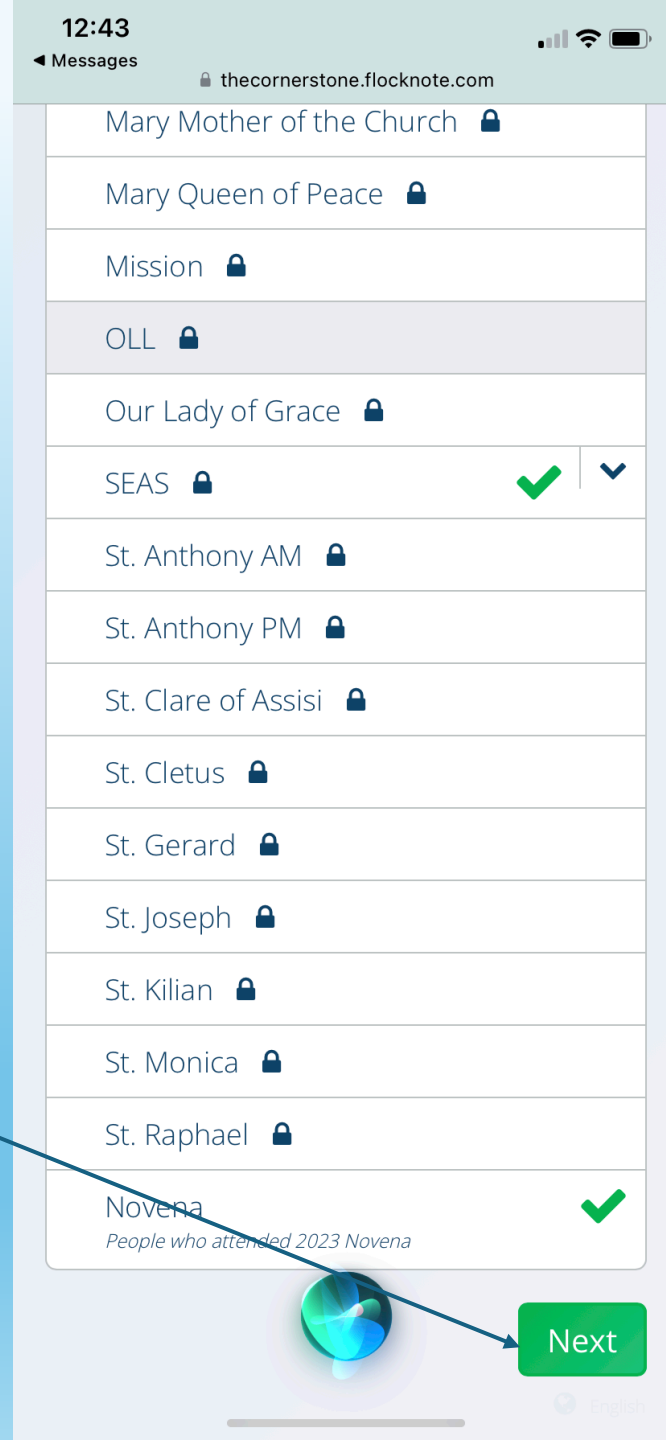 12:43
Messages
thecornerstone.flocknote.com
Mary Mother of the Church
Mary Queen of Peace
Mission
OLL
Our Lady of Grace
SEAS
St. Anthony AM
St. Anthony PM
St. Clare of Assisi
St. Cletus
St. Gerard
St. Joseph
St. Kilian
St. Monica
St. Raphael
Novena
People who attended 2023 Novena
Next
English